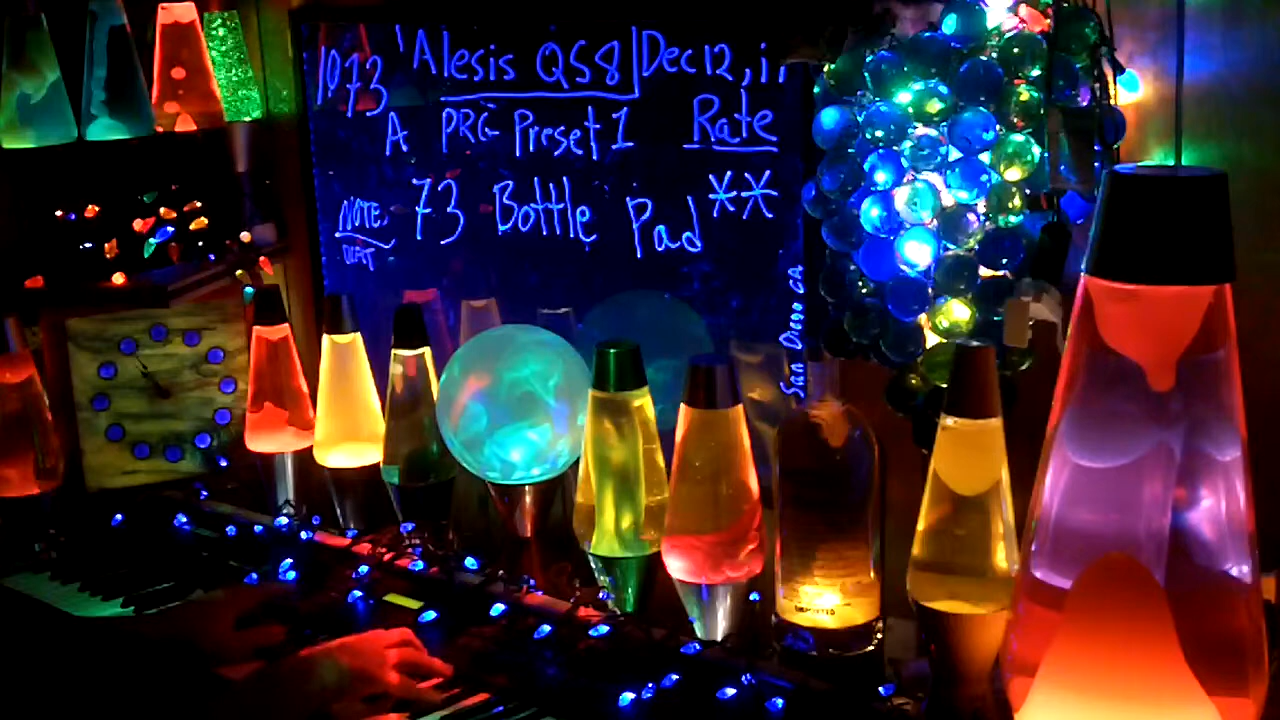 1073 'Alesis QS8 | Dec 12, i,
A PRG Preset 1 Rate
NOTE, 73 Bottle Pad **
San Diego CA